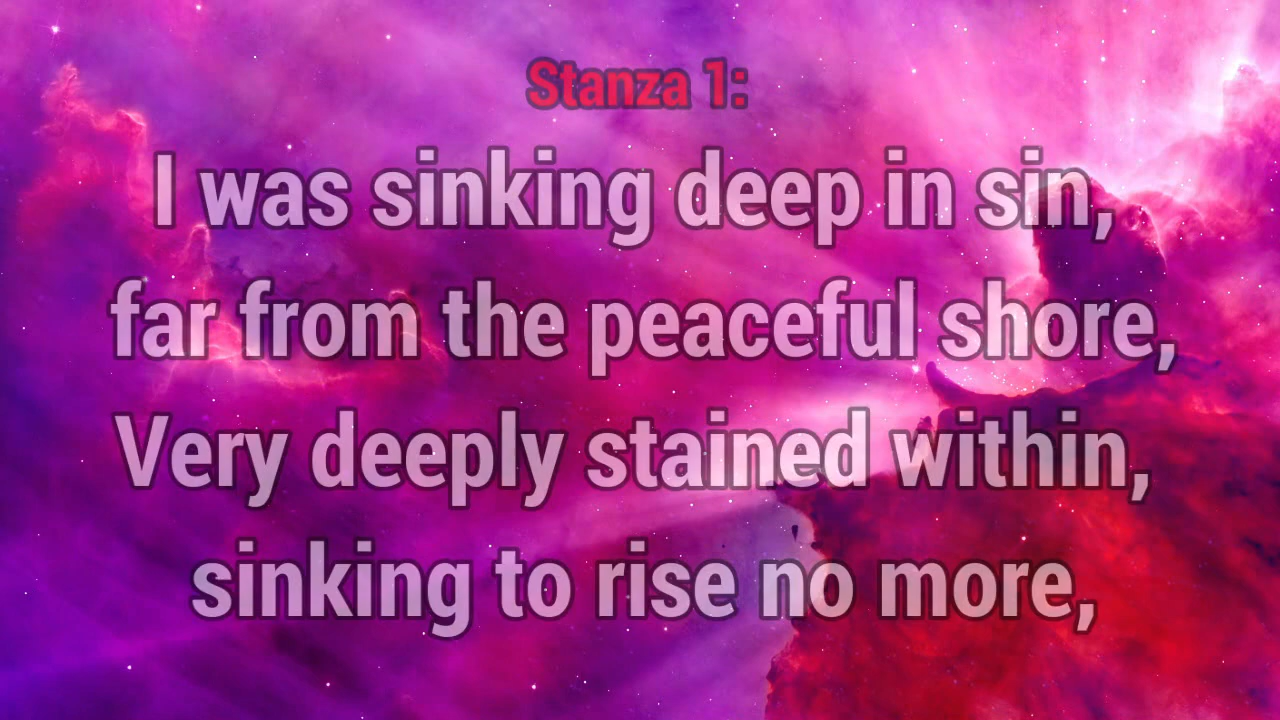 Stanza 1:
I was sinking deep in sin,
far from the peaceful shore,
Very deeply stained within,
sinking to rise no more,